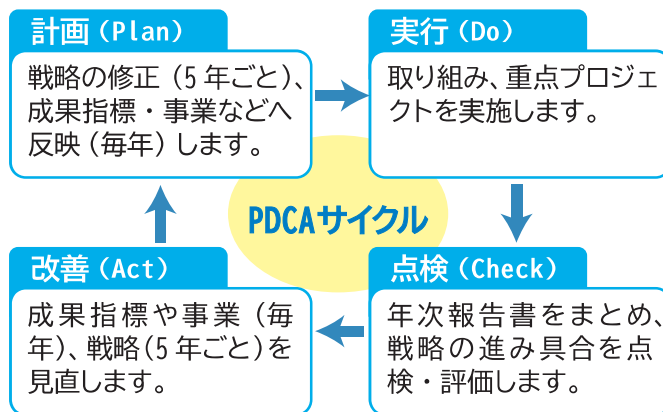 計画（Plan）
戦略の修正（5年ごと）、
成果指標・事業などへ
反映（毎年）します。
実行（Do）
取り組み、重点プロジェ
クトを実施します。
PDCAサイクル
改善（Act）
成果指標や事業（毎
年）、戦略（5年ごと）を
見直します。
点検（Check）
年次報告書をまとめ、
戦略の進み具合を点
検・評価します。